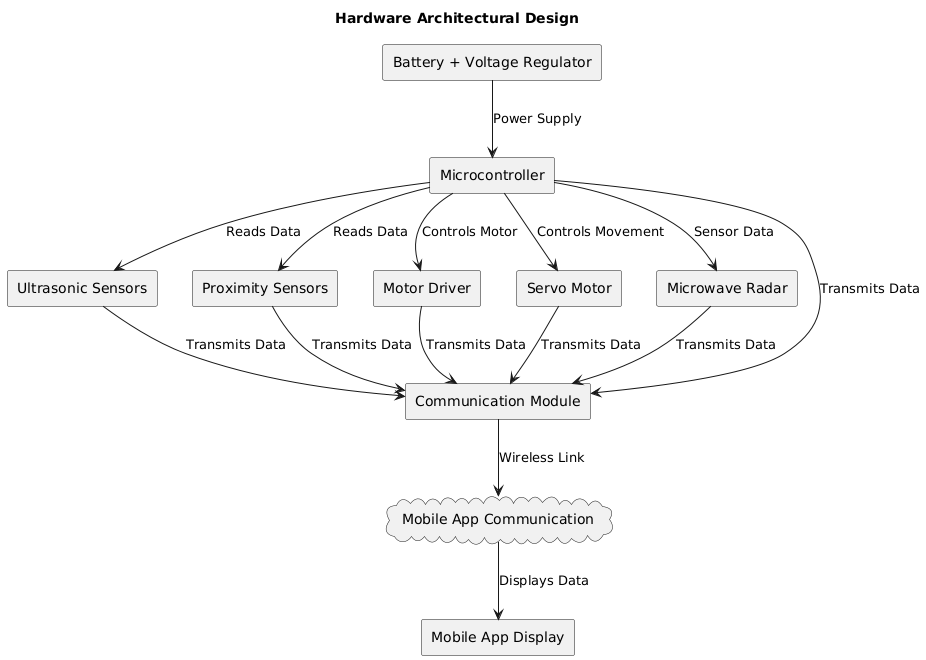 Hardware Architectural Design
Battery + Voltage Regulator
Power Supply
Microcontroller
Reads Data
Reads Data
Controls Motor
Controls Movement
Sensor Data
Transmits Data
Ultrasonic Sensors
Proximity Sensors
Motor Driver
Servo Motor
Microwave Radar
Transmits Data
Transmits Data
Transmits Data
Transmits Data
Transmits Data
Communication Module
Wireless Link
Mobile App Communication
Displays Data
Mobile App Display